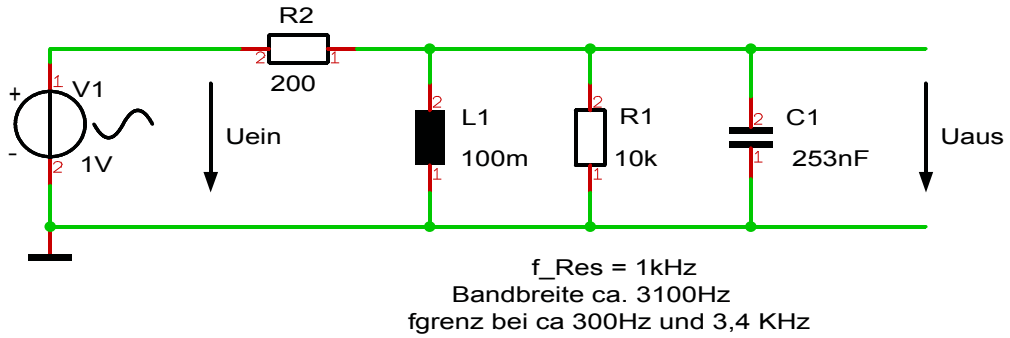 R2
2
1
200
1
V1
+
-
2
1V
Uein
2
L1
100m
1
2
R1
10k
1
2
C1
1
253nF
Uaus
f_Res = 1kHz
Bandbreite ca. 3100Hz
fgrenz bei ca 300Hz und 3,4 KHz